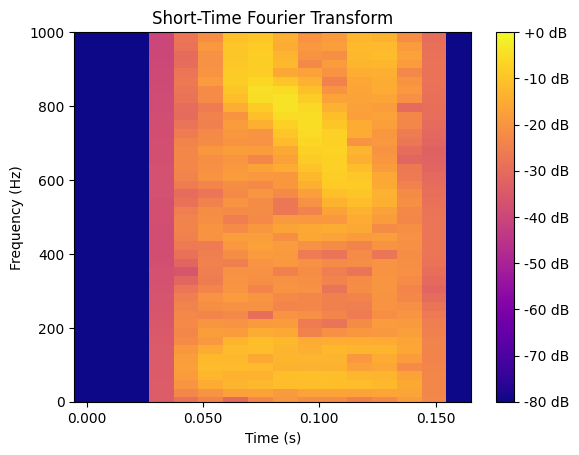 Short-Time Fourier Transform
1000
800
600
400
200
0
Frequency (Hz)
0.000
0.050
0.100
0.150
Time (s)
+0 dB
-10 dB
-20 dB
-30 dB
-40 dB
-50 dB
-60 dB
-70 dB
-80 dB